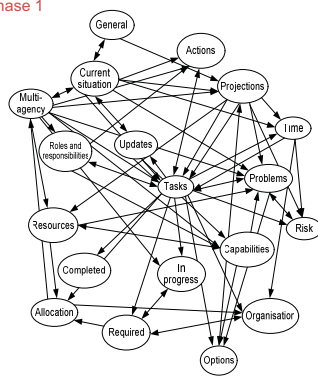 hase 1
General
Actions
Current
situation
Projections
Multi-
agency
Time
Roles and
responsibilities
Updates
Tasks
Problems
Resources
Risk
Capabilities
Completed
In
progress
Allocation
Organisation
Required
Options